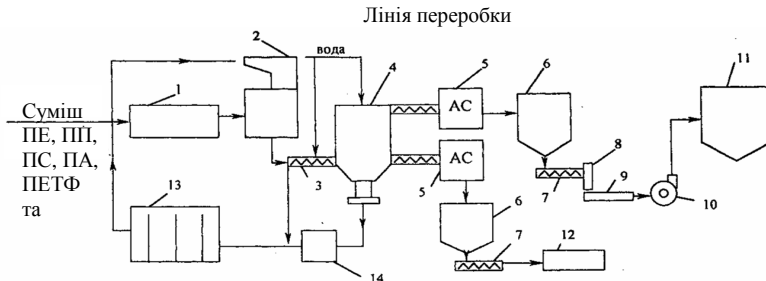 Лінія переробки
2
вода
4
5
6
11
1
АС
Суміш
ПЕ, ПП,
ПС, ПА,
ПЕТФ
та
АС
8
3
7
9
10
13
5
6
12
7
14